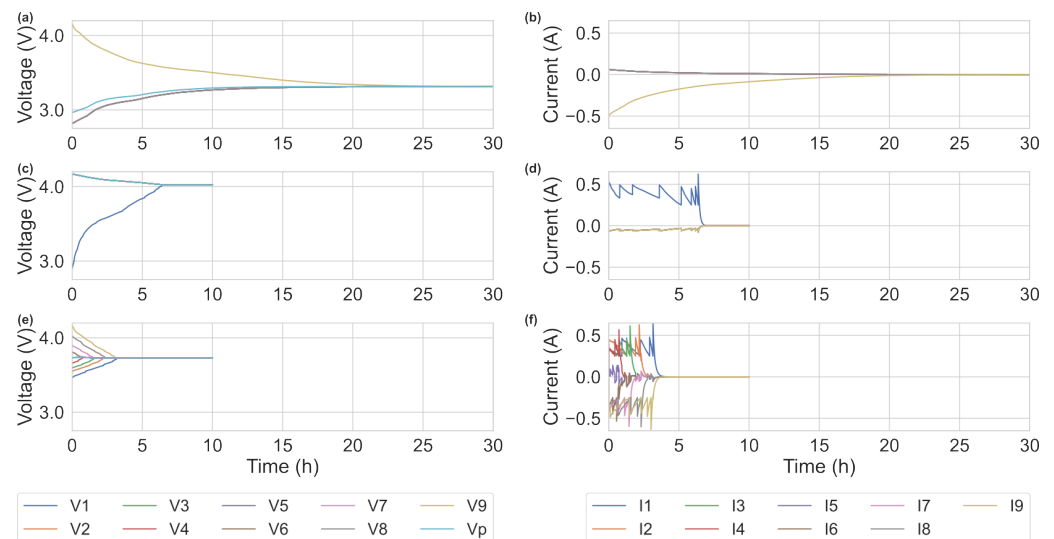 (a)
Voltage (V)
4.0
3.0
0 5 10 15 20 25 30
(b)
Current (A)
0.5
0.0
−0.5
0 5 10 15 20 25 30
(c)
Voltage (V)
4.0
3.0
0 5 10 15 20 25 30
(d)
Current (A)
0.5
0.0
−0.5
0 5 10 15 20 25 30
(e)
Voltage (V)
4.0
3.0
0 5 10 15 20 25 30
Time (h)
(f)
Current (A)
0.5
0.0
−0.5
0 5 10 15 20 25 30
Time (h)
V1 V3 V5 V7 V9
V2 V4 V6 V8 Vp
I1 I3 I5 I7 I9
I2 I4 I6 I8